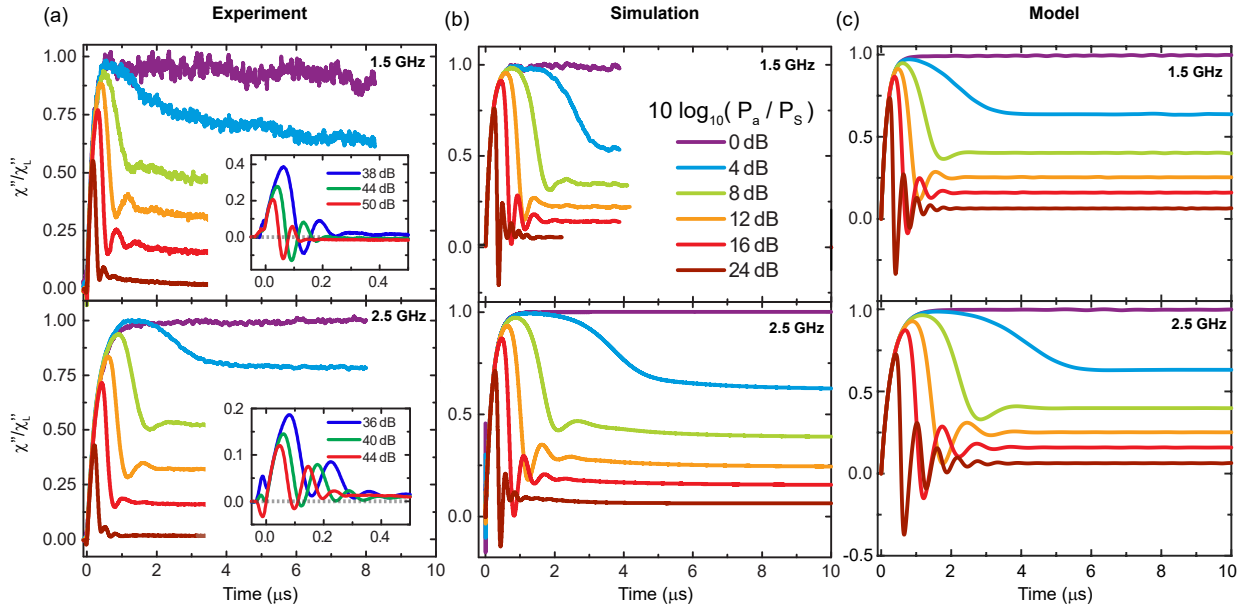 (a) Experiment
(b) Simulation
(c) Model
1.00
0.75
0.50
0.25
0.00
χ''/χ''L
1.5 GHz
0.4
0.2
0.0
38 dB
44 dB
50 dB
0.0 0.2 0.4
1.00
0.75
0.50
0.25
0.00
χ''/χ''L
2.5 GHz
0.2
0.1
0.0
36 dB
40 dB
44 dB
0.0 0.2 0.4
0 2 4 6 8 10
Time (μs)
1.0
0.5
0.0
1.5 GHz
10 log10( Pa / PS )
0 dB
4 dB
8 dB
12 dB
16 dB
24 dB
1.0
0.5
0.0
2.5 GHz
0 2 4 6 8 10
Time (μs)
1.0
0.5
0.0
1.5 GHz
1.0
0.5
0.0
-0.5
2.5 GHz
0 2 4 6 8 10
Time (μs)